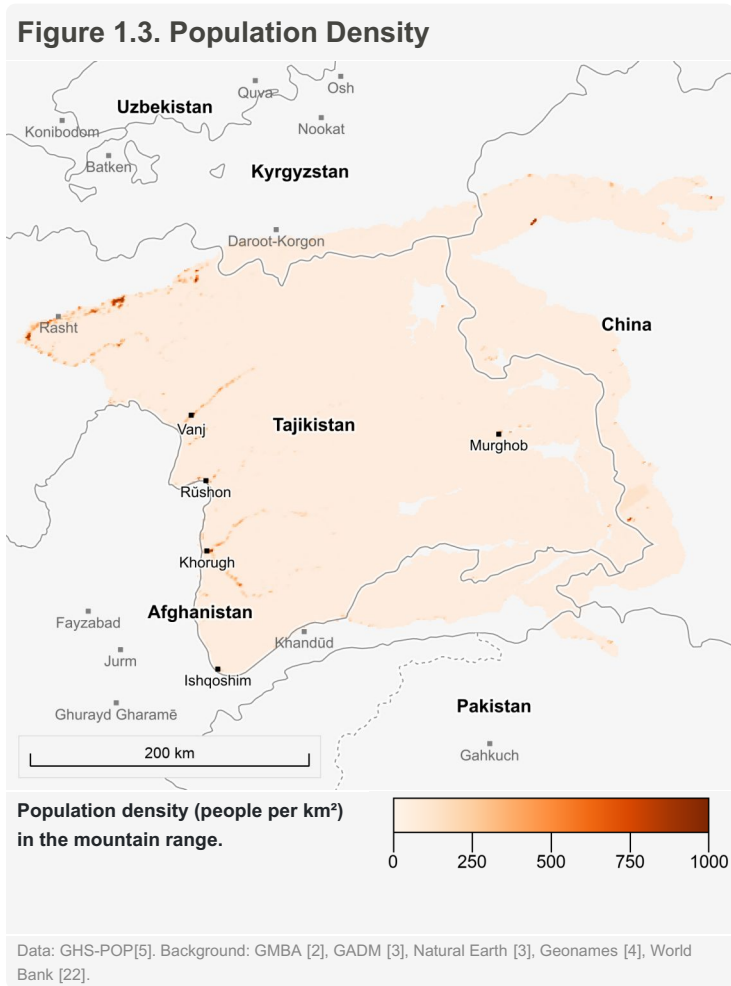 Figure 1.3. Population Density
Osh
Quva
Uzbekistan
Konibodom
Nookat
Batken
Kyrgyzstan
Daroot-Korgon
Rasht
China
Vanj
Tajikistan
Murghob
Rŭshon
Khorugh
Afghanistan
Fayzabad
Khandūd
Jurm
Ishqoshim
Ghurayd Gharamē
Pakistan
200 km
Gahkuch
Population density (people per km²)
in the mountain range.
0 250 500 750 1000
Data: GHS-POP[5]. Background: GMBA [2], GADM [3], Natural Earth [3], Geonames [4], World
Bank [22].